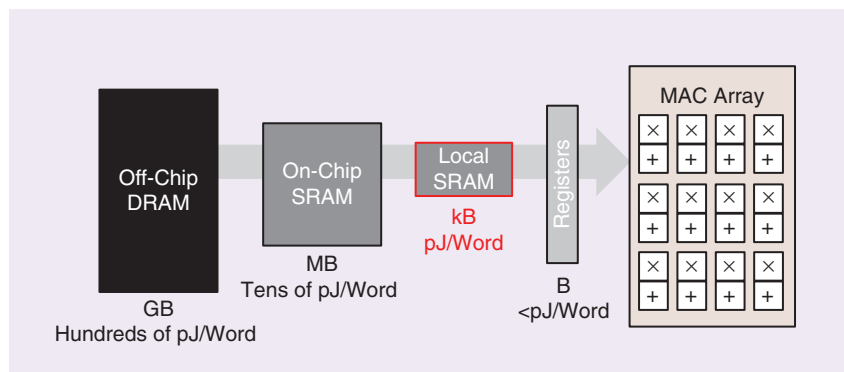 Off-Chip
DRAM
GB
Hundreds of pJ/Word
On-Chip
SRAM
MB
Tens of pJ/Word
Local
SRAM
kB
pJ/Word
Registers
B
<pJ/Word
MAC Array
× × × ×
+ + + +
× × × ×
+ + + +
× × × ×
+ + + +